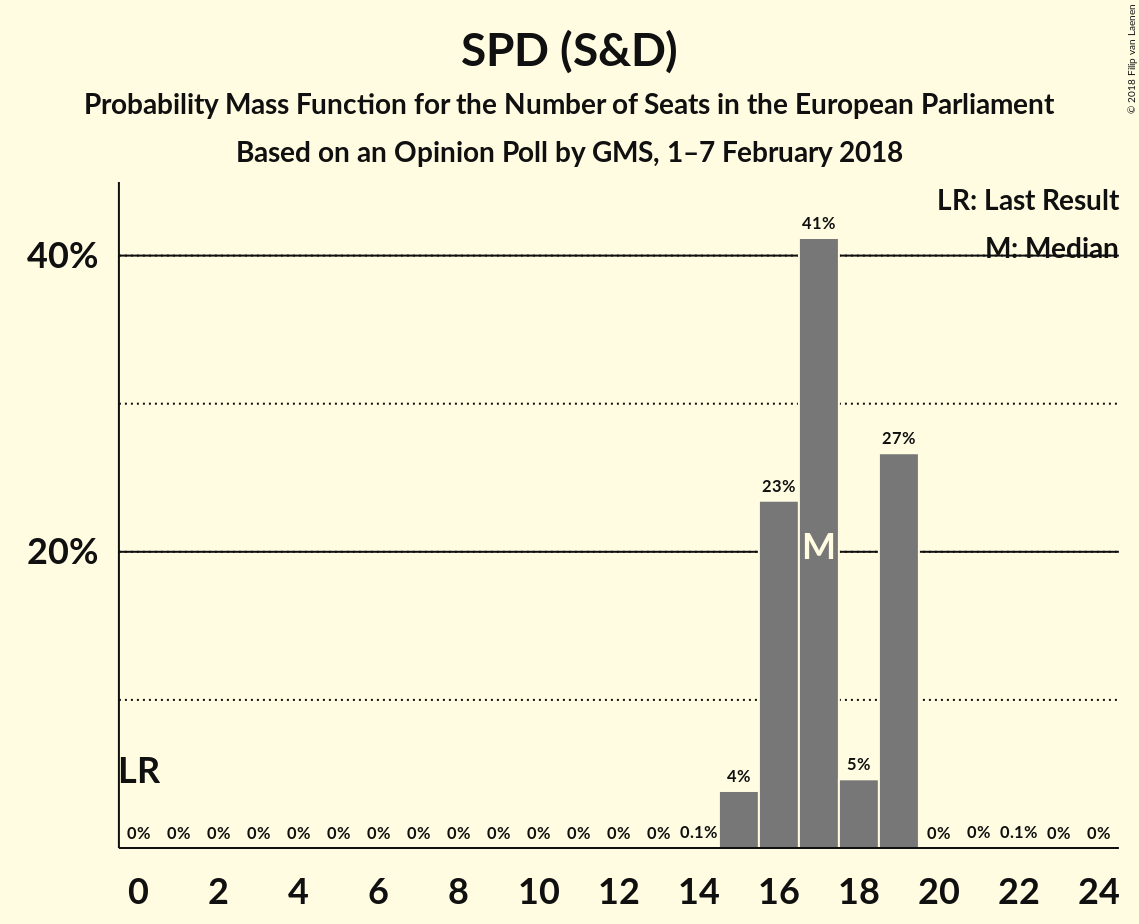 SPD (S&D)
Probability Mass Function for the Number of Seats in the European Parliament
Based on an Opinion Poll by GMS, 1–7 February 2018
© 2018 Filip van Laenen
LR: Last Result
M: Median
40%
20%
41%
27%
23%
M
LR
4%
5%
0% 0% 0% 0% 0% 0% 0% 0% 0% 0% 0% 0% 0% 0% 0.1% 0% 0% 0.1% 0% 0%
0 2 4 6 8 10 12 14 16 18 20 22 24